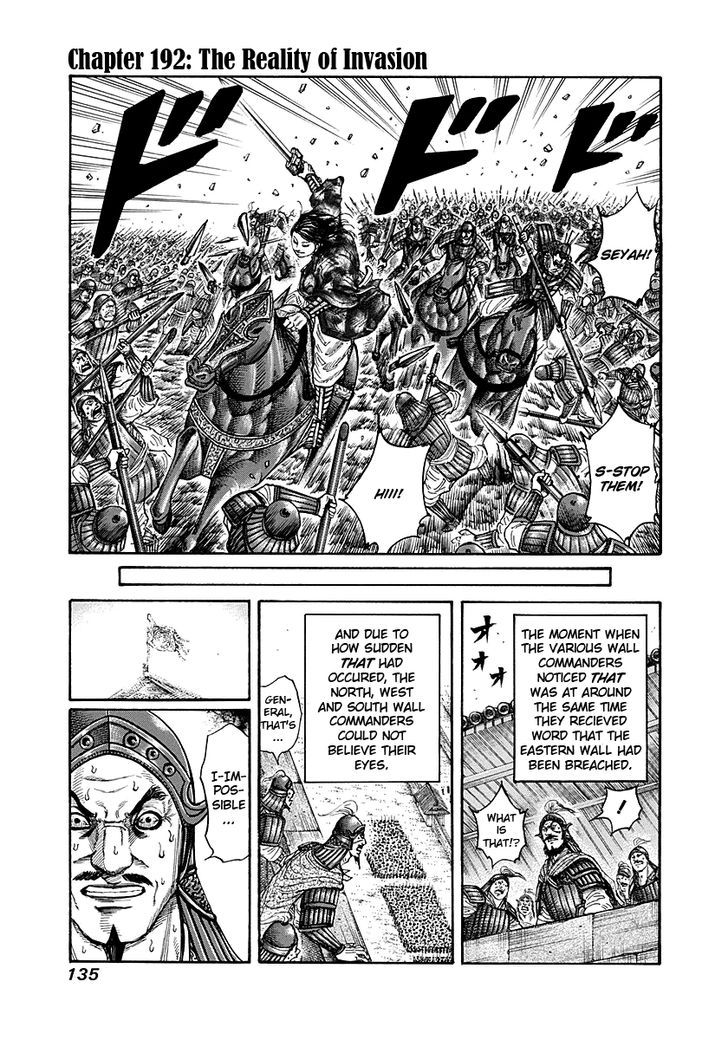 Chapter 192: The Reality of Invasion
ドドド
SEYAH!
S-STOP
THEM!
HIII!
THE MOMENT WHEN
THE VARIOUS WALL
COMMANDERS
NOTICED THAT
WAS AT AROUND
THE SAME TIME
THEY RECIEVED
WORD THAT THE
EASTERN WALL HAD
BEEN BREACHED.
オオオ
!
WHAT
IS
THAT!?
AND DUE TO
HOW SUDDEN
THAT HAD
OCCURED, THE
NORTH, WEST
AND SOUTH WALL
COMMANDERS
COULD NOT
BELIEVE THEIR
EYES.
GEN-
ERAL,
THAT'S
...
I-IM-
POS-
SIBLE
...
135